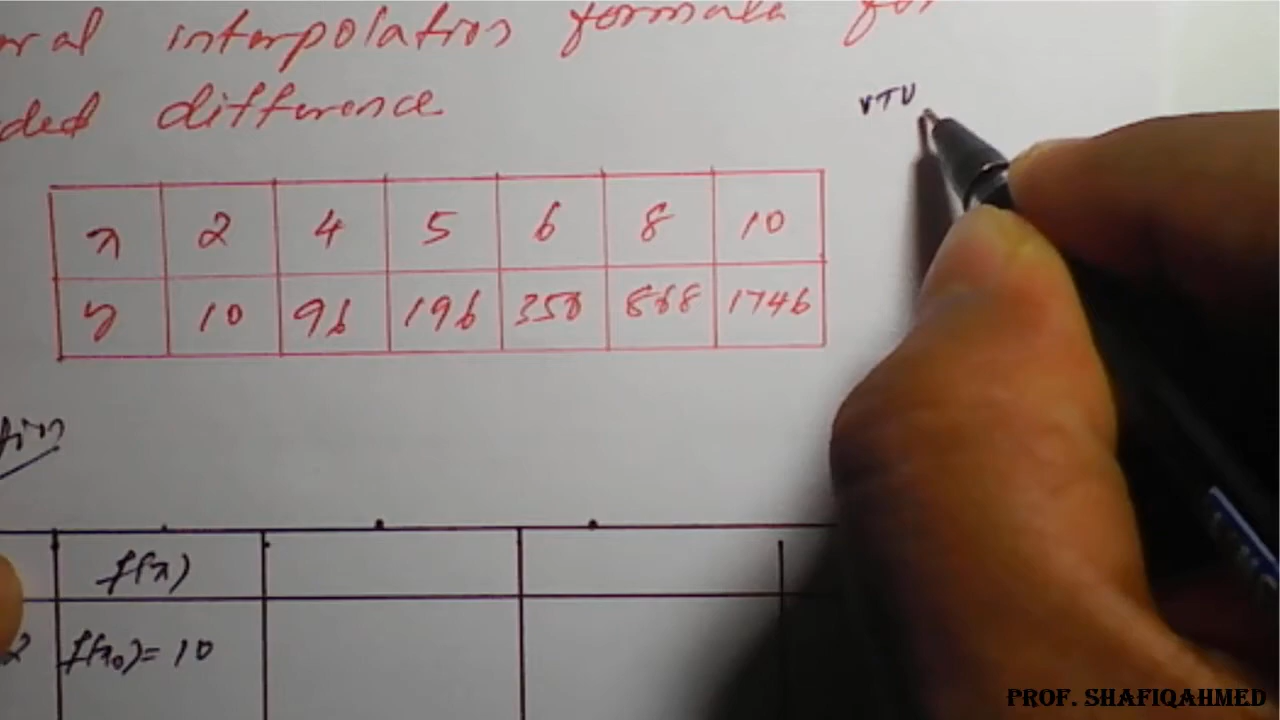 interpolation formula for
difference
VTU
x 2 4 5 6 8 10
y 10 96 196 350 868 1746
f(x)
2 f(x₀) = 10
PROF. SHAFIQAHMED